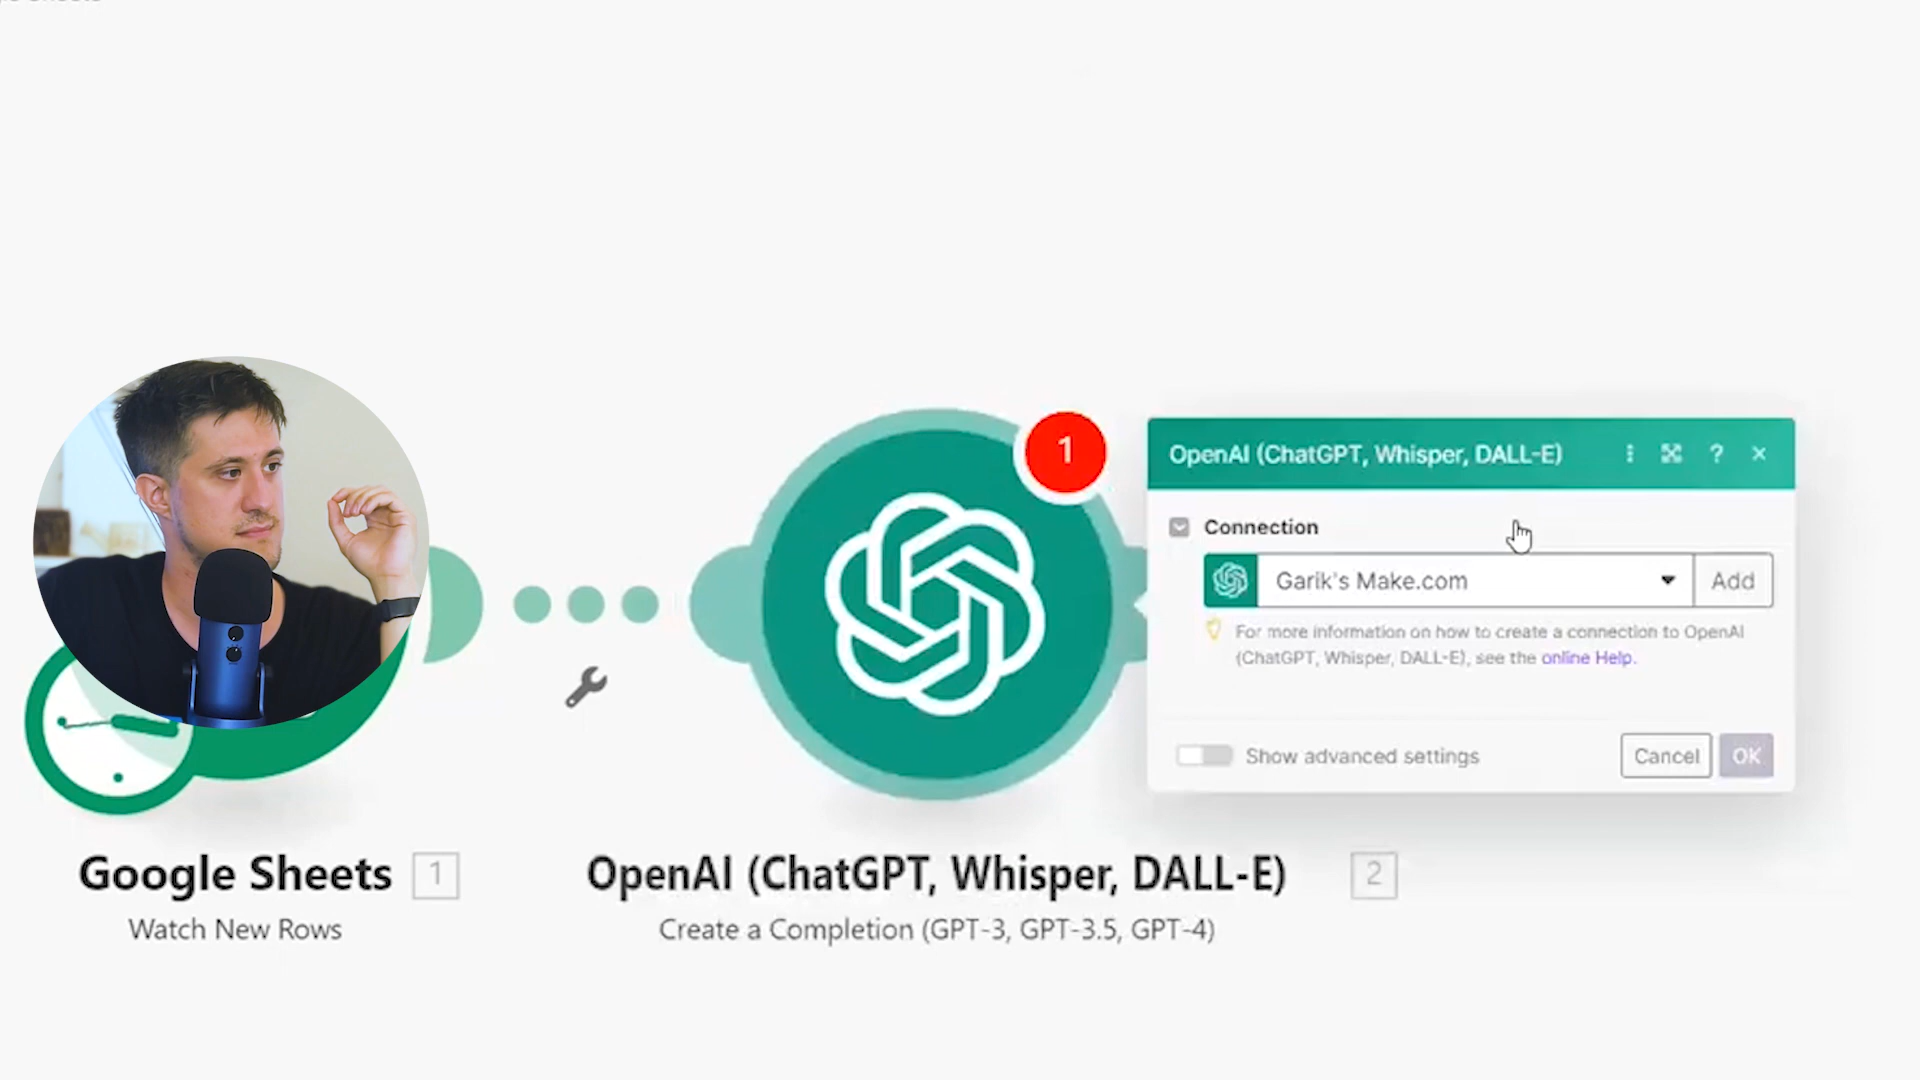 1
OpenAI (ChatGPT, Whisper, DALL-E)
?
Connection
Garik's Make.com
Add
For more information on how to create a connection to OpenAI
(ChatGPT, Whisper, DALL-E), see the online Help.
Show advanced settings
Cancel
OK
Google Sheets
1
Watch New Rows
OpenAI (ChatGPT, Whisper, DALL-E)
2
Create a Completion (GPT-3, GPT-3.5, GPT-4)